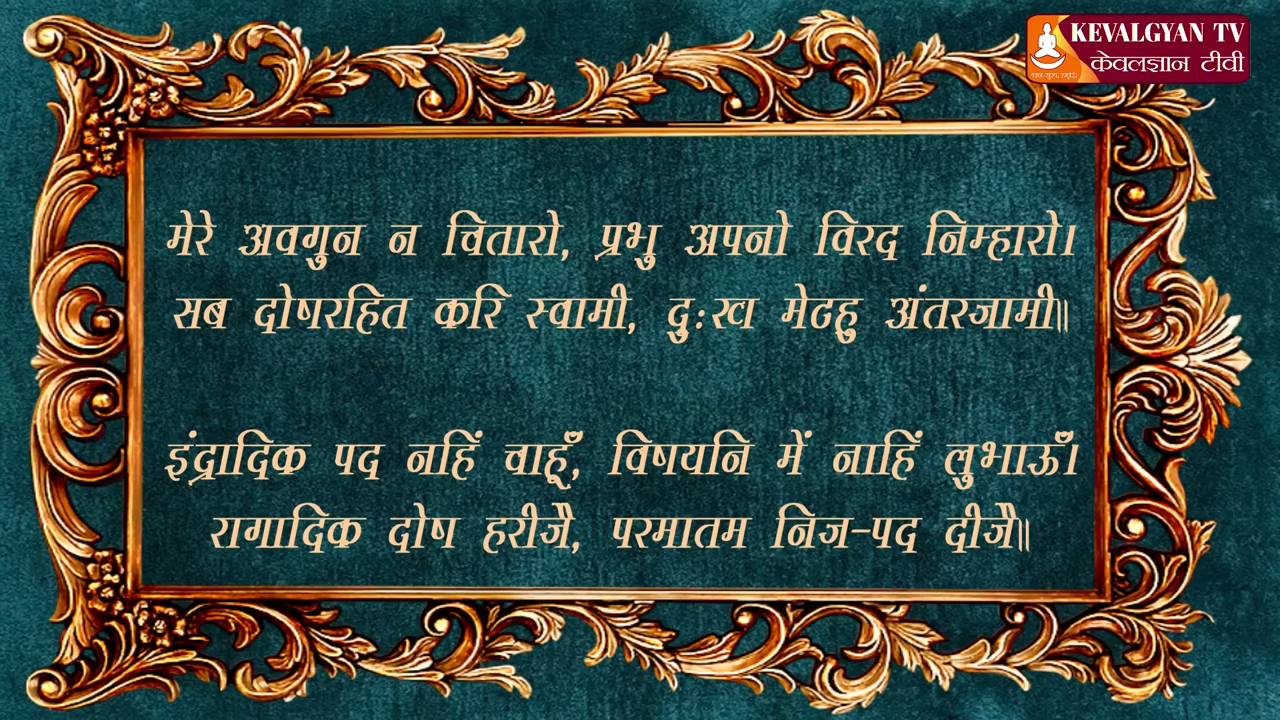 KEVALGYAN TV
केवलज्ञान टीवी
मेरे अवगुन न चितारो, प्रभु अपनो विरद निम्हारो।
सब दोषरहित करि स्वामी, दुःख मेटहु अंतरजामी॥
इंद्रादिक पद नहिं चाहूँ, विषयनि में नाहिं लुभाऊँ।
रागादिक दोष हरीजै, परमातम निज-पद दीजै॥